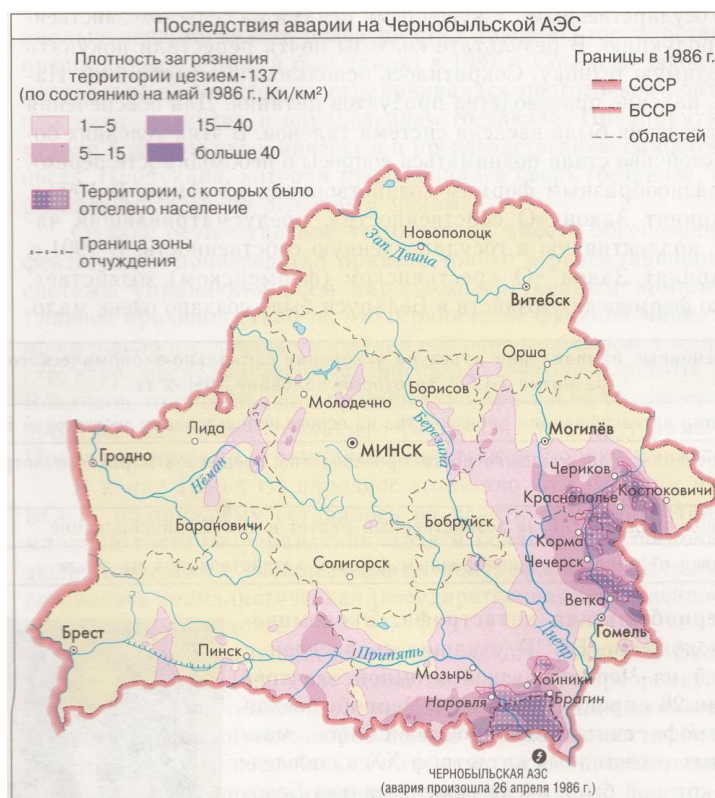 Последствия аварии на Чернобыльской АЭС
Плотность загрязнения
территории цезием-137
(по состоянию на май 1986 г., Ки/км²)
1—5
15—40
5—15
больше 40
Территории, с которых было
отселено население
Граница зоны
отчуждения
Границы в 1986 г.
СССР
БССР
областей
Новополоцк
Зап. Двина
Витебск
Орша
Молодечно
Борисов
Березина
Лида
МИНСК
Могилёв
Гродно
Нёман
Чериков
Краснополье
Костюковичи
Барановичи
Бобруйск
Корма
Чечерск
Солигорск
Ветка
Днепр
Гомель
Брест
Пинск
Припять
Мозырь
Хойники
Наровля
Брагин
ЧЕРНОБЫЛЬСКАЯ АЭС
(авария произошла 26 апреля 1986 г.)